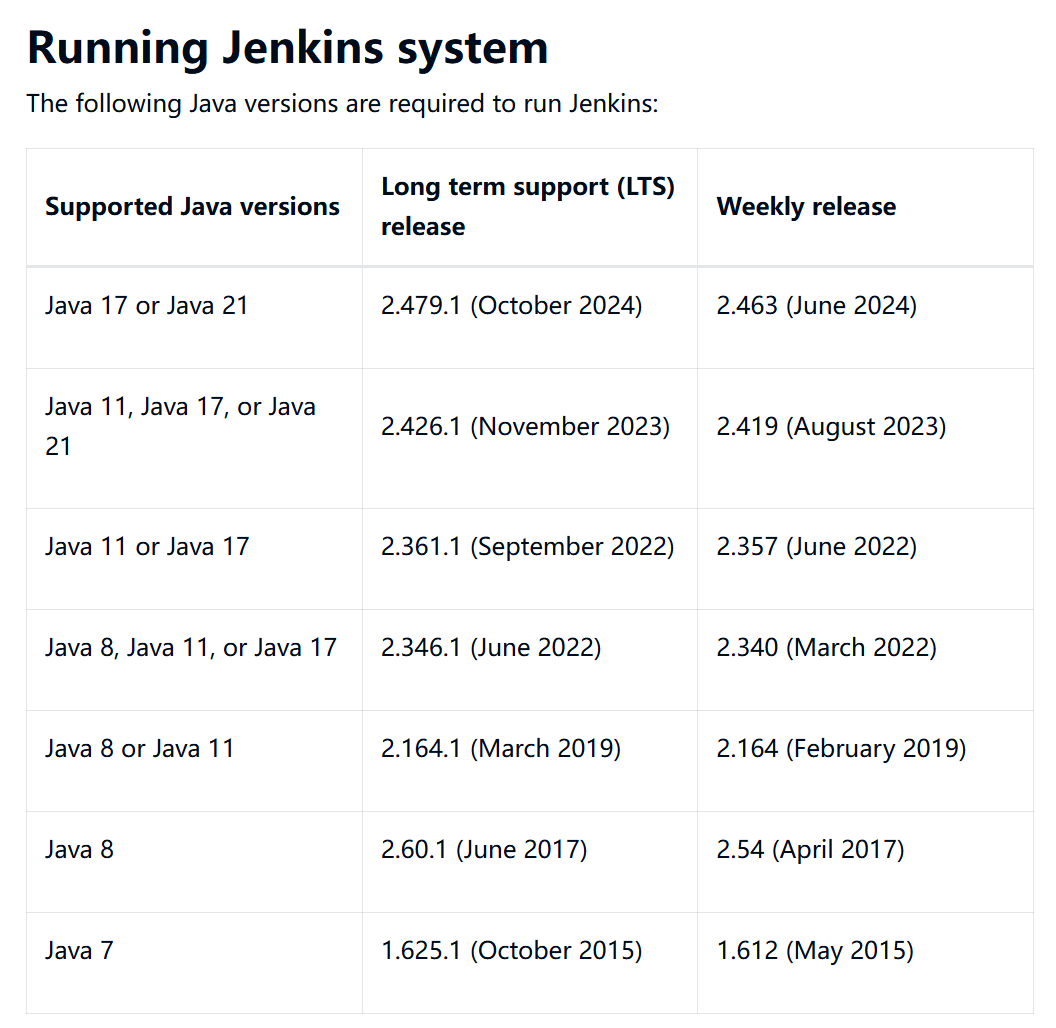 Running Jenkins system
The following Java versions are required to run Jenkins:
Supported Java versions
Long term support (LTS)
release
Weekly release
Java 17 or Java 21
2.479.1 (October 2024)
2.463 (June 2024)
Java 11, Java 17, or Java
21
2.426.1 (November 2023)
2.419 (August 2023)
Java 11 or Java 17
2.361.1 (September 2022)
2.357 (June 2022)
Java 8, Java 11, or Java 17
2.346.1 (June 2022)
2.340 (March 2022)
Java 8 or Java 11
2.164.1 (March 2019)
2.164 (February 2019)
Java 8
2.60.1 (June 2017)
2.54 (April 2017)
Java 7
1.625.1 (October 2015)
1.612 (May 2015)